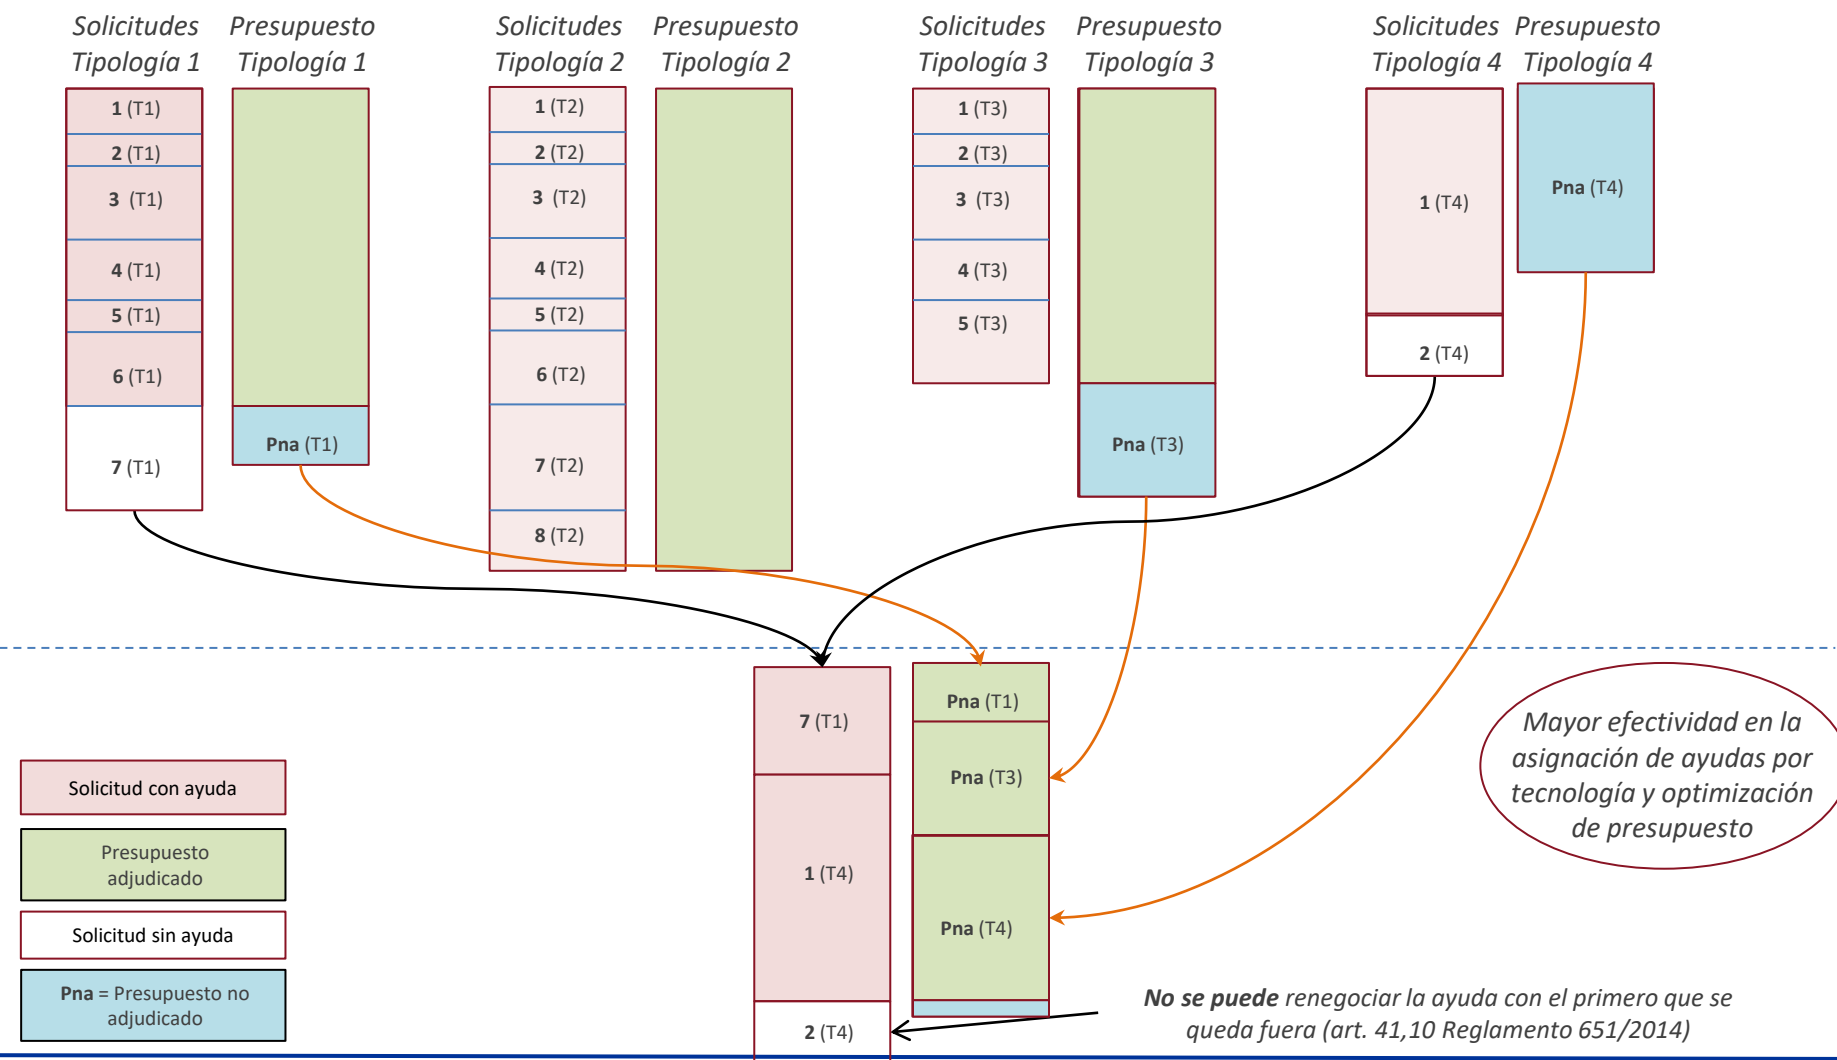 Solicitudes
Tipología 1
Presupuesto
Tipología 1
Solicitudes
Tipología 2
Presupuesto
Tipología 2
Solicitudes
Tipología 3
Presupuesto
Tipología 3
Solicitudes
Tipología 4
Presupuesto
Tipología 4
1 (T1)
2 (T1)
3 (T1)
4 (T1)
5 (T1)
6 (T1)
7 (T1)
Pna (T1)
1 (T2)
2 (T2)
3 (T2)
4 (T2)
5 (T2)
6 (T2)
7 (T2)
8 (T2)
1 (T3)
2 (T3)
3 (T3)
4 (T3)
5 (T3)
Pna (T3)
1 (T4)
2 (T4)
Pna (T4)
7 (T1)
1 (T4)
2 (T4)
Pna (T1)
Pna (T3)
Pna (T4)
Mayor efectividad en la
asignación de ayudas por
tecnología y optimización
de presupuesto
Solicitud con ayuda
Presupuesto
adjudicado
Solicitud sin ayuda
Pna = Presupuesto no
adjudicado
No se puede renegociar la ayuda con el primero que se
queda fuera (art. 41,10 Reglamento 651/2014)